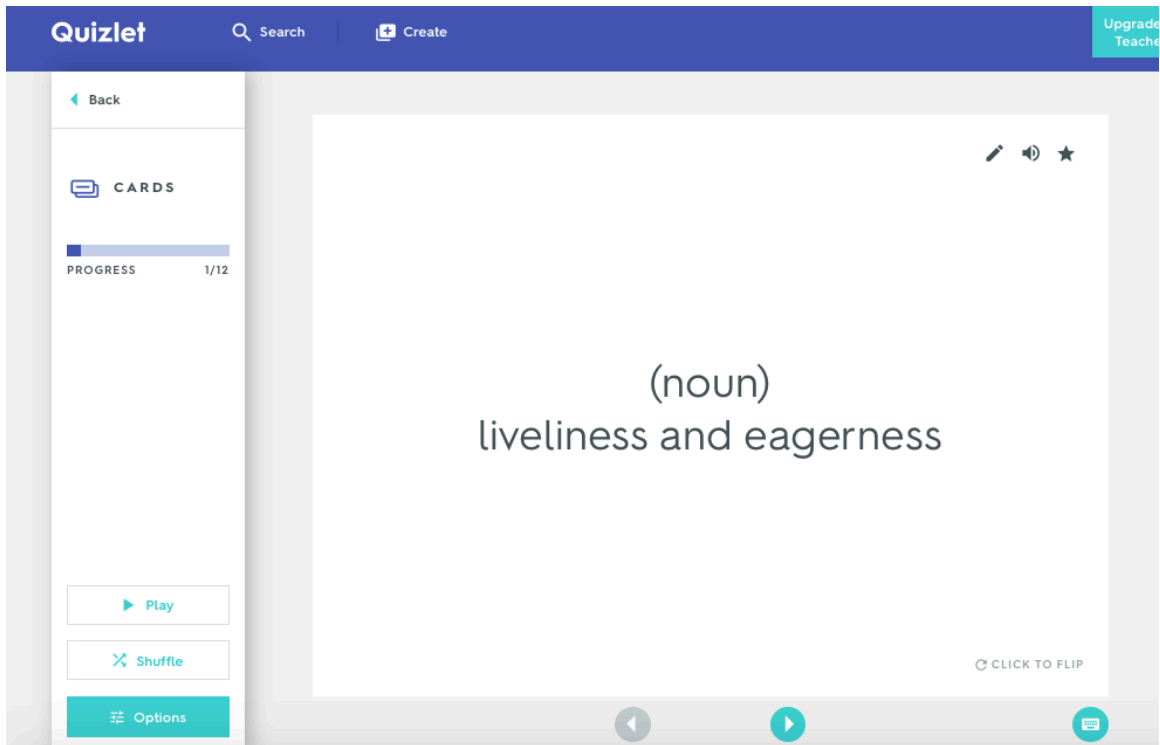 Quizlet
Search
Create
Upgrade
Teache
Back
CARDS
PROGRESS 1/12
(noun)
liveliness and eagerness
Play
Shuffle
Options
CLICK TO FLIP